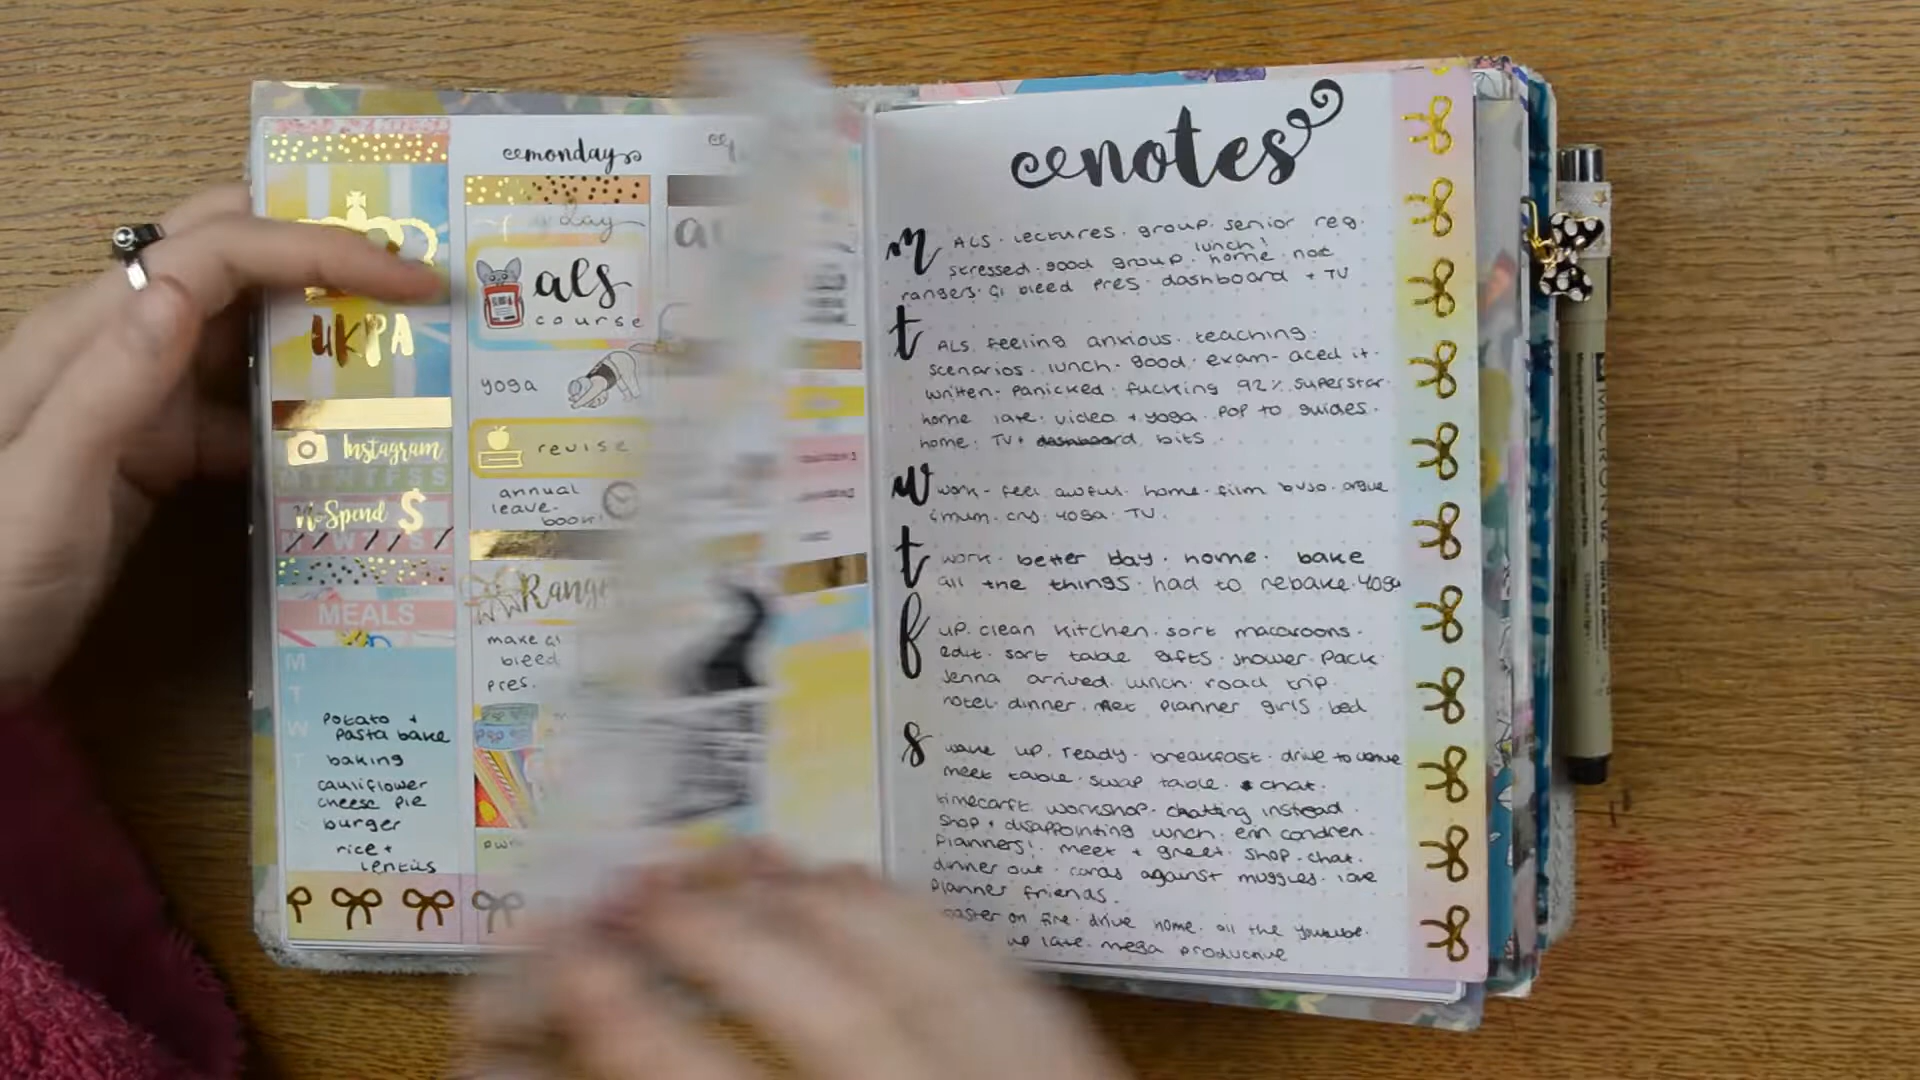 monday
day
als
course
yoga
revise
annual
leave
book!
make GI
bleed
pres.
UKPA
Instagram
M T W T F S S
No Spend $
MEALS
M
T
W
T
potato +
pasta bake
baking
cauliflower
cheese pie
burger
rice +
lentils
notes
m ALS. lectures. group. senior reg.
lunch!
stressed. good group. home. not
rangers. GI bleed pres. dashboard + TV
t ALS. feeling anxious. teaching.
scenarios. lunch. good. exam- aced it.
written- panicked. fucking 92% superstar.
home late. video + yoga. pop to guides.
home. TV + bits
w work- feel awful. home. film bujo. argue
mum. cry. yoga. TV.
t work. better day. home. bake
all the things. had to rebake. yoga
f up. clean kitchen. sort macaroons.
edit. sort table gifts. shower. pack.
Jenna arrived. lunch. road trip.
hotel. dinner. planner girls. bed
s wake up. ready. breakfast. drive to venue
meet table. swap table. chat.
workshop. chatting instead.
shop + disappointing lunch. erin condren.
planners!. meet + greet. shop. chat.
dinner out. cards against muggles. love
planner friends.
on fire. drive home. all the youtube.
up late. mega productive
MICRON